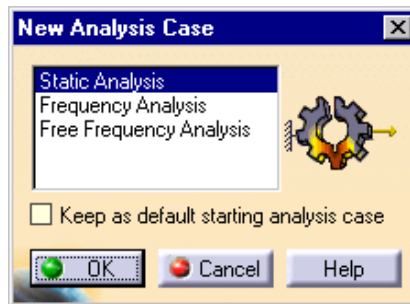 New Analysis Case
Static Analysis
Frequency Analysis
Free Frequency Analysis
Keep as default starting analysis case
OK Cancel Help